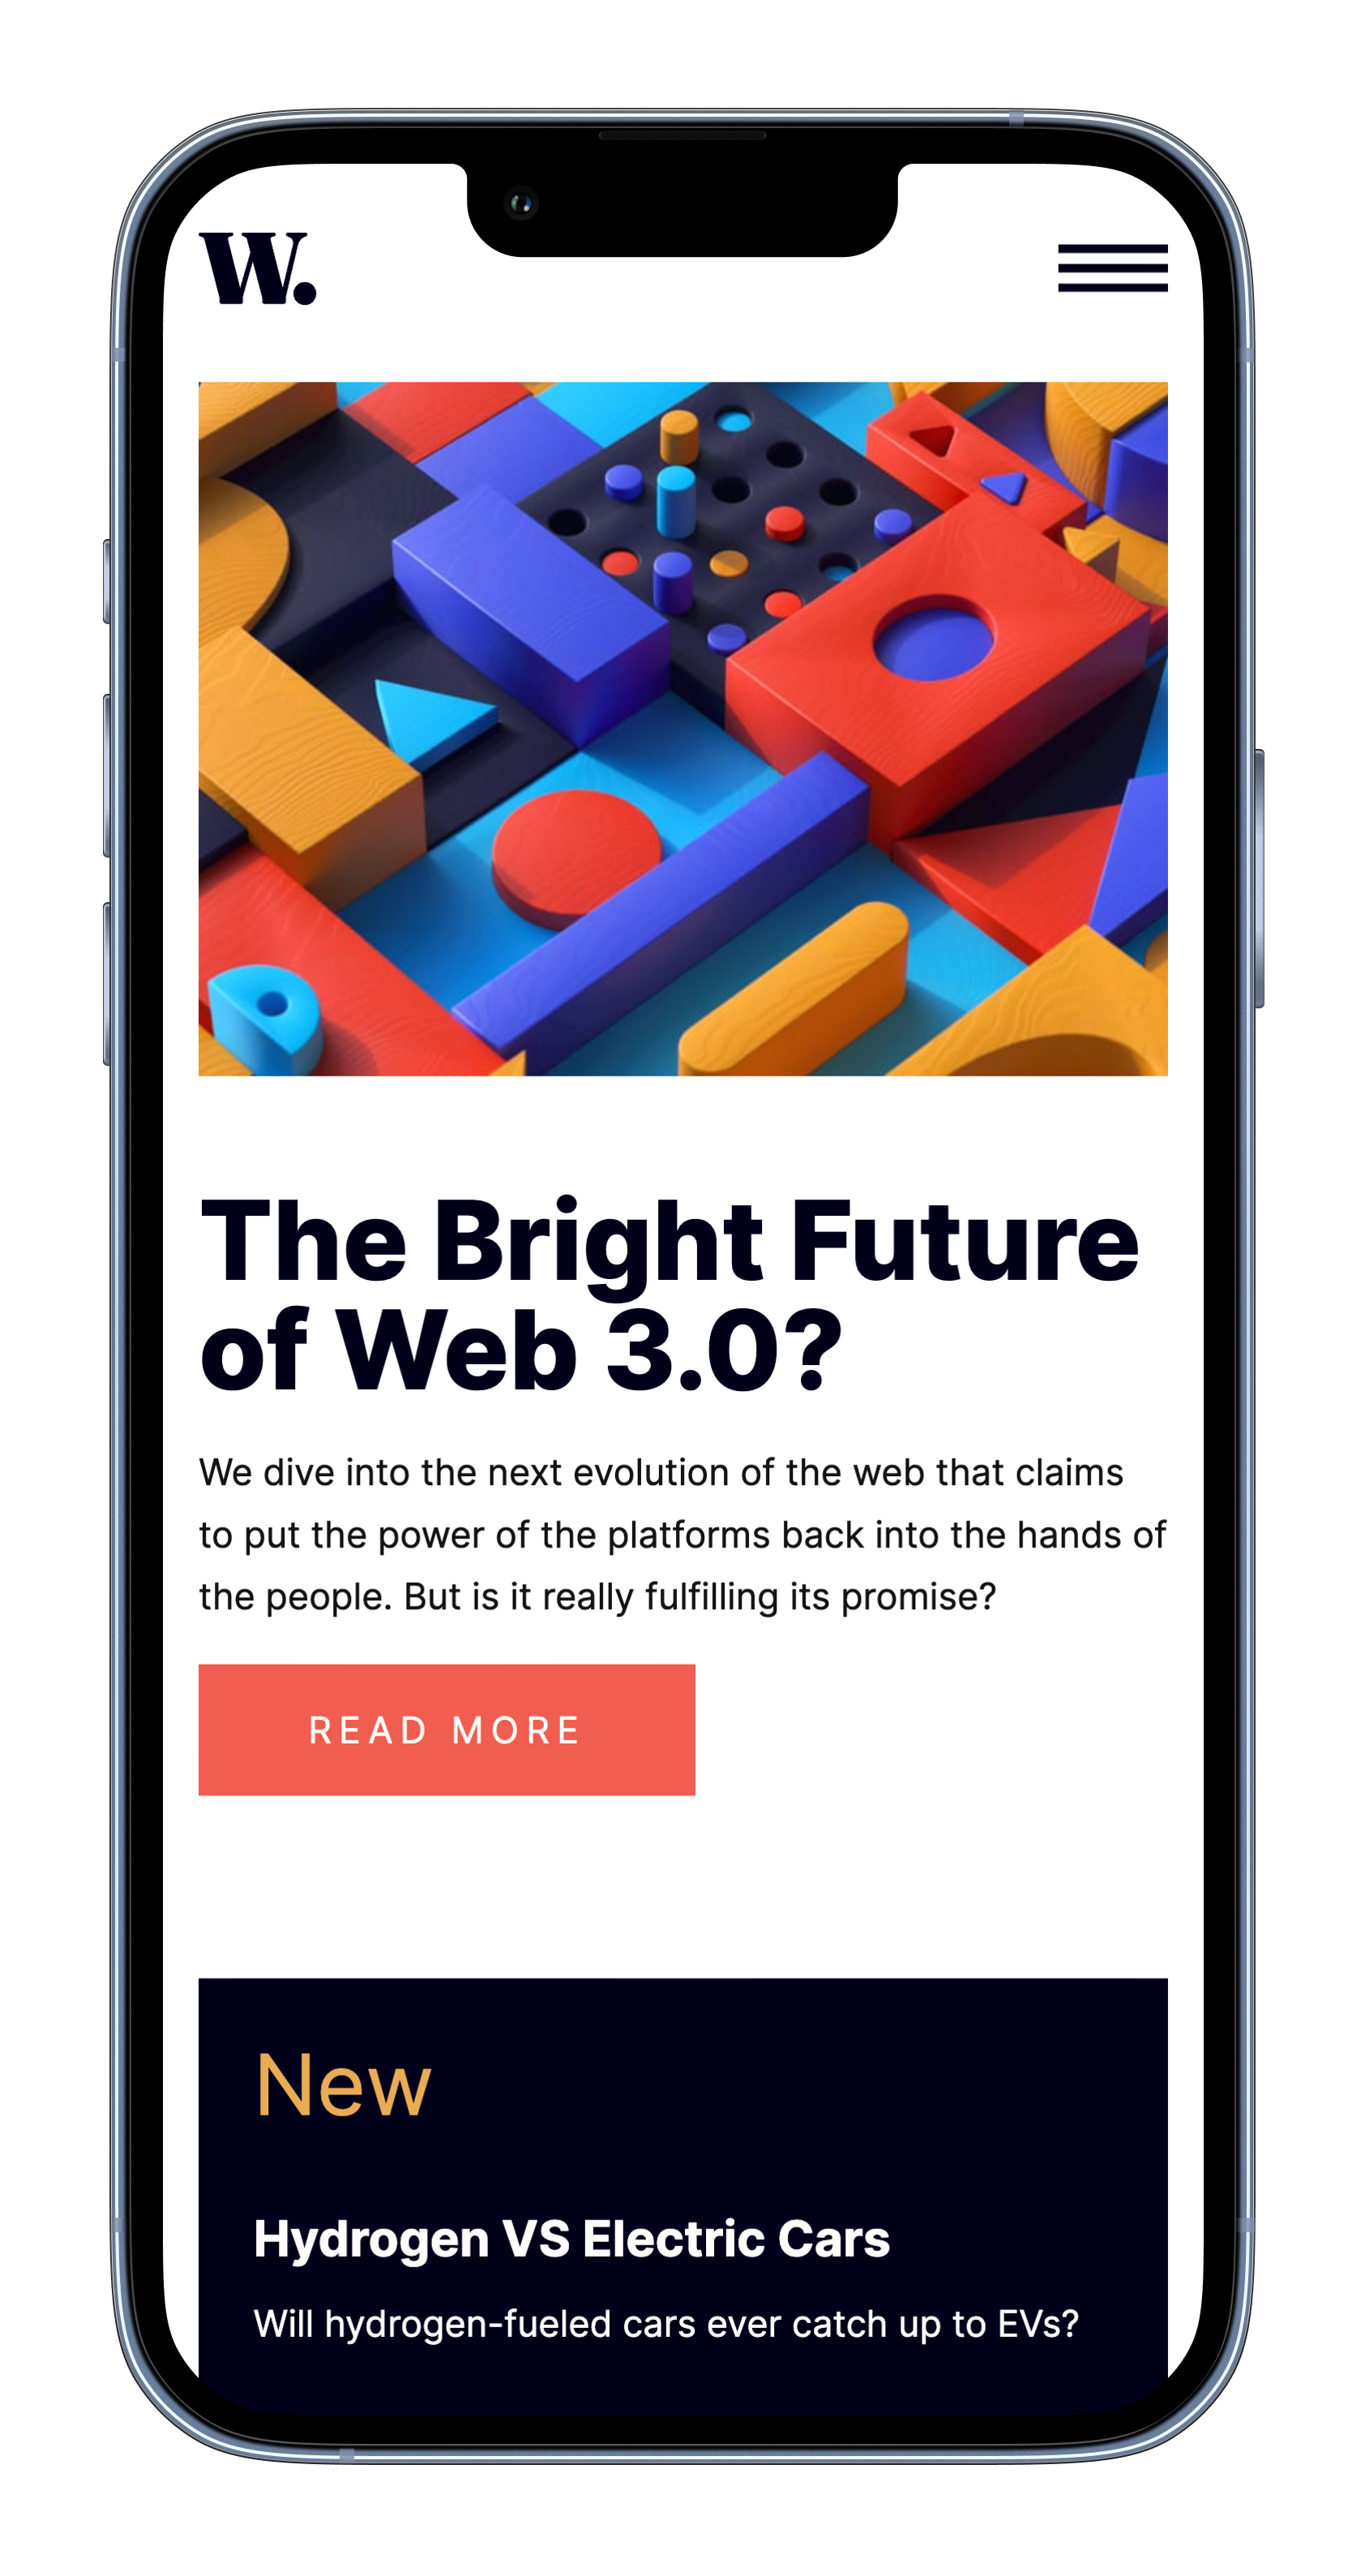 W.
The Bright Future
of Web 3.0?
We dive into the next evolution of the web that claims
to put the power of the platforms back into the hands of
the people. But is it really fulfilling its promise?
READ MORE
New
Hydrogen VS Electric Cars
Will hydrogen-fueled cars ever catch up to EVs?